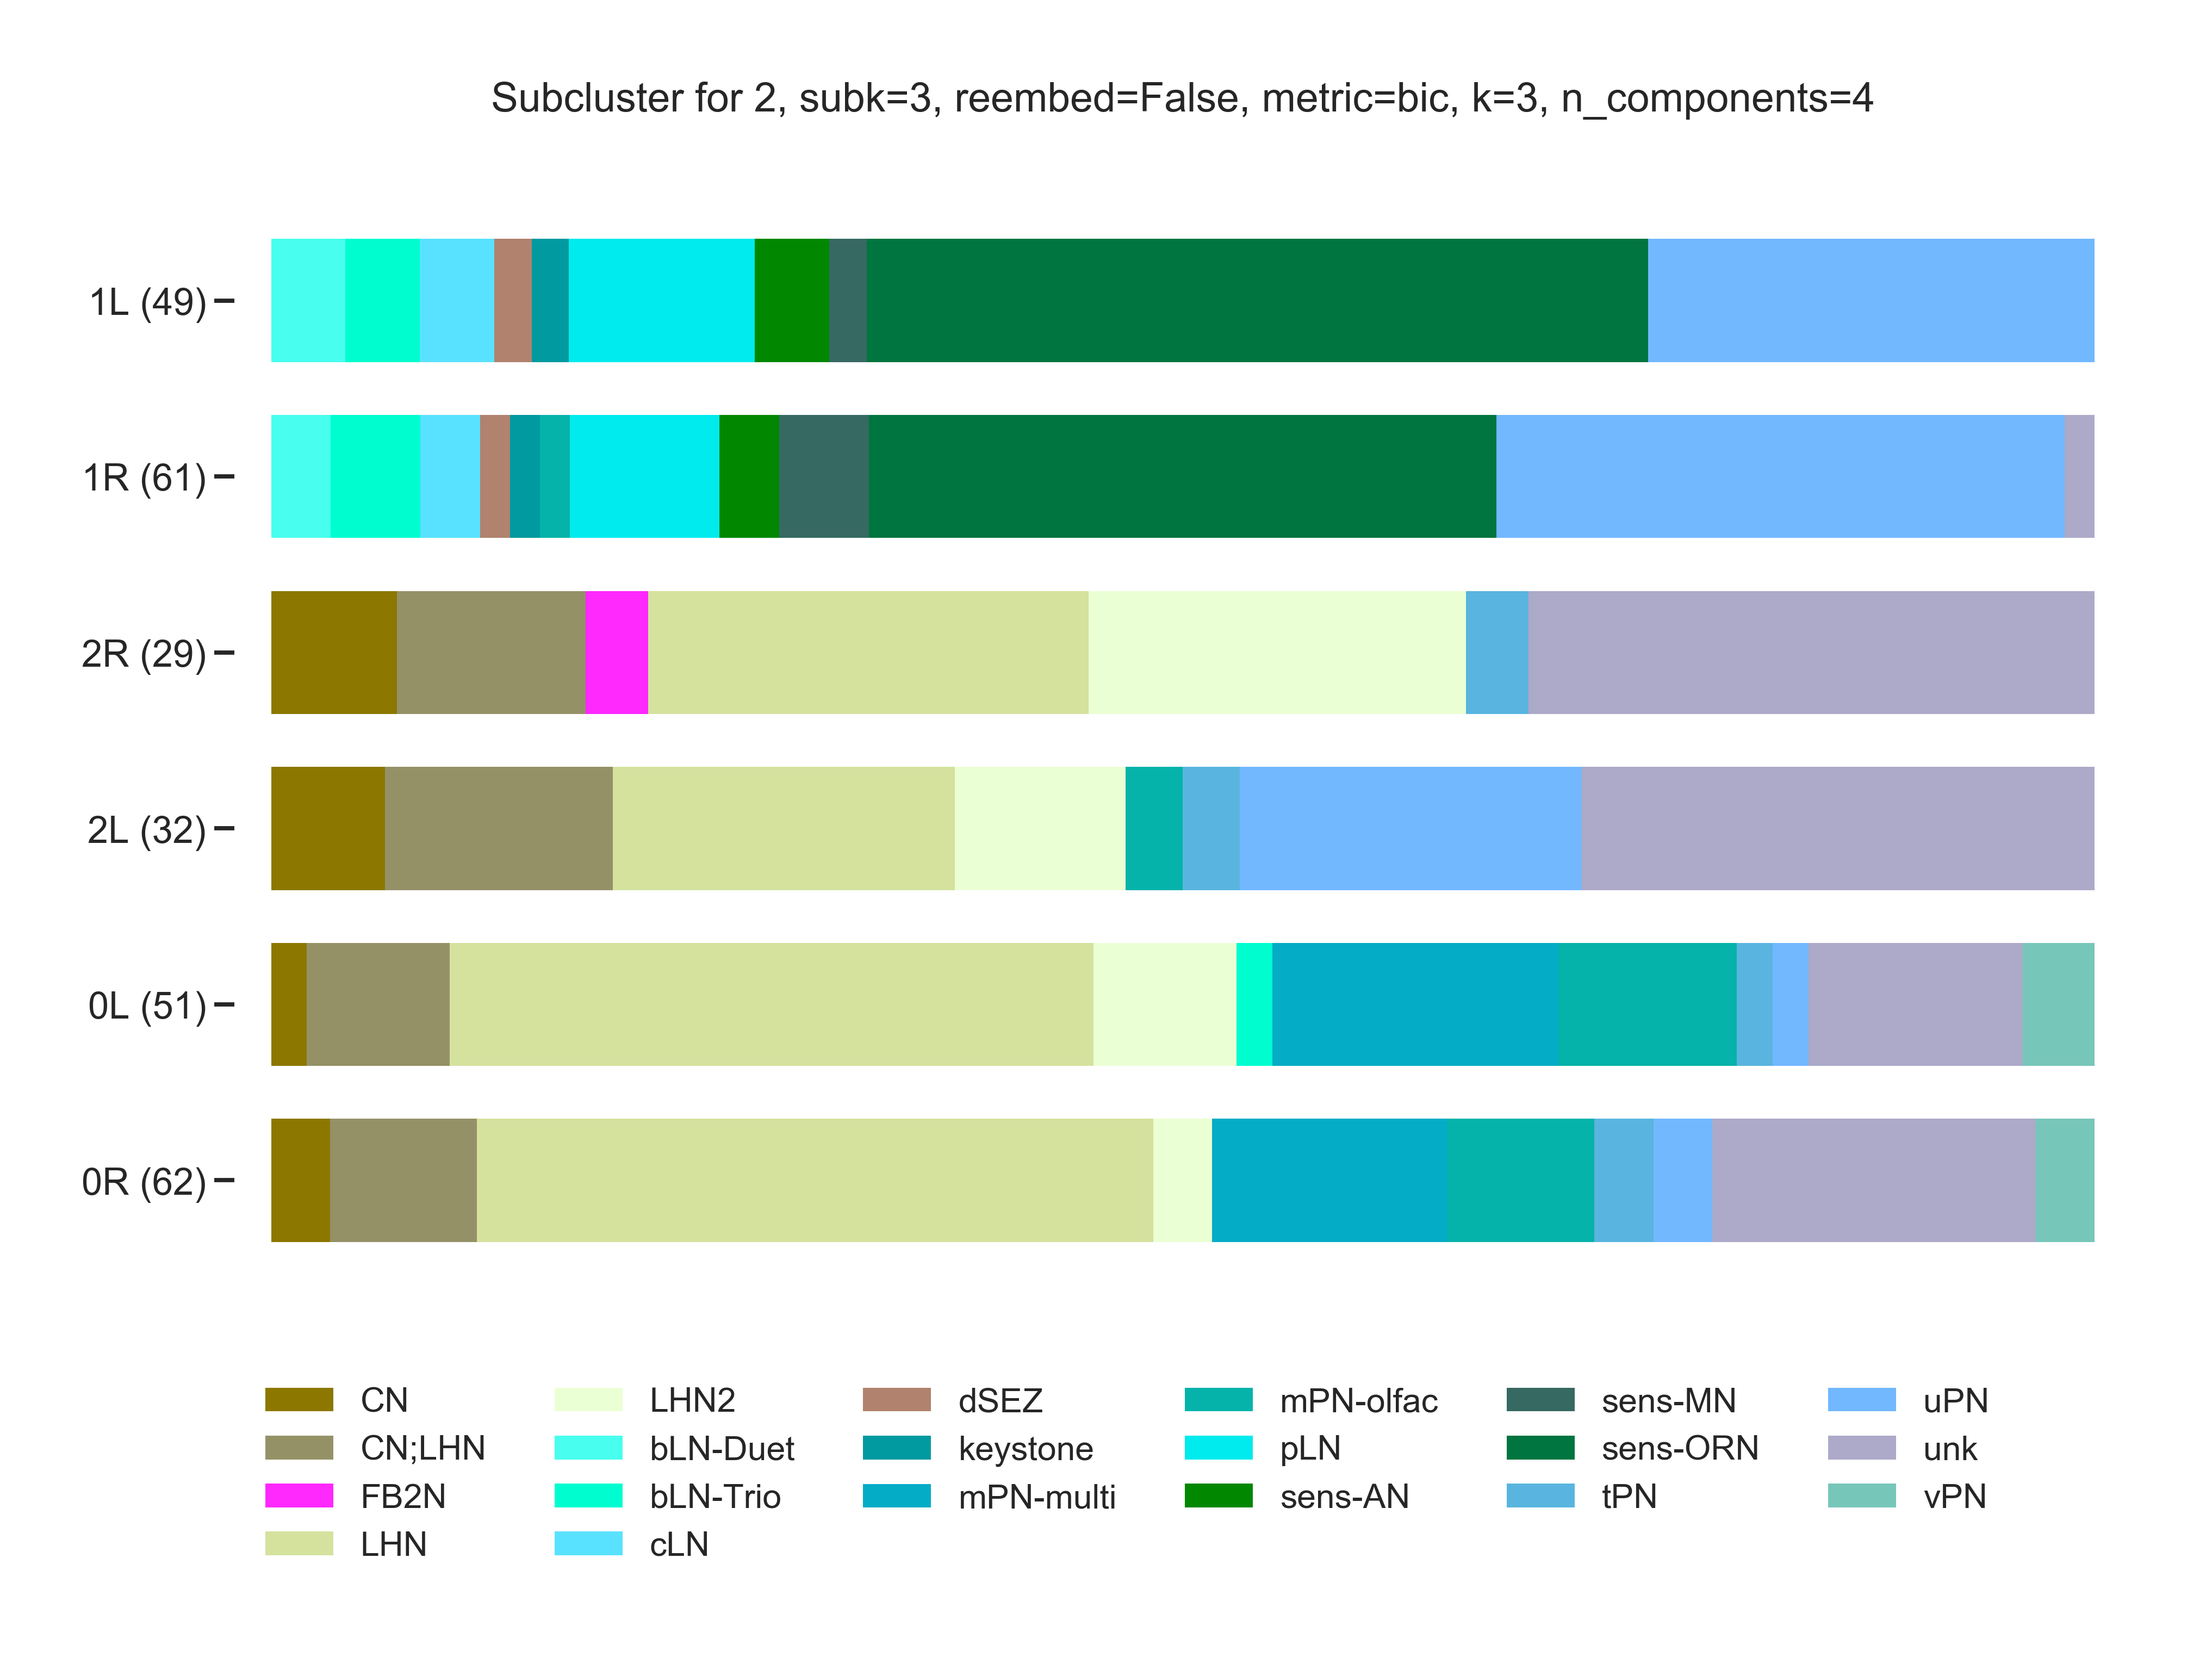 Subcluster for 2, subk=3, reembed=False, metric=bic, k=3, n_components=4
1L (49)
1R (61)
2R (29)
2L (32)
0L (51)
0R (62)
CN LHN2 dSEZ mPN-olfac sens-MN uPN
CN;LHN bLN-Duet keystone pLN sens-ORN unk
FB2N bLN-Trio mPN-multi sens-AN tPN vPN
LHN cLN